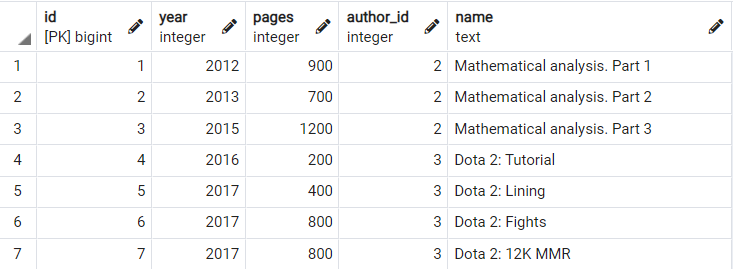 id year pages author_id name
[PK] bigint integer integer integer text
1 1 2012 900 2 Mathematical analysis. Part 1
2 2 2013 700 2 Mathematical analysis. Part 2
3 3 2015 1200 2 Mathematical analysis. Part 3
4 4 2016 200 3 Dota 2: Tutorial
5 5 2017 400 3 Dota 2: Lining
6 6 2017 800 3 Dota 2: Fights
7 7 2017 800 3 Dota 2: 12K MMR